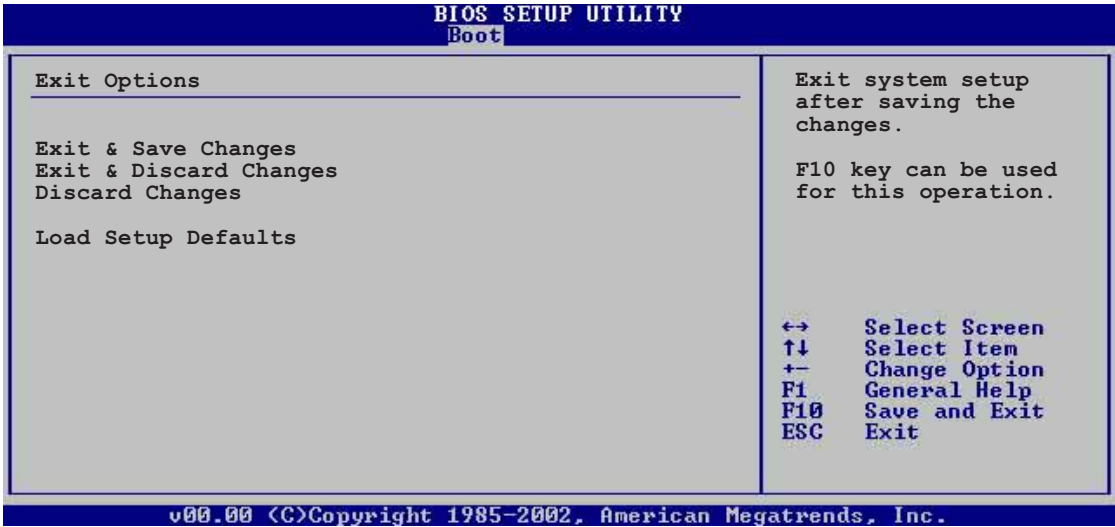 BIOS SETUP UTILITY
Boot
Exit Options
Exit & Save Changes
Exit & Discard Changes
Discard Changes
Load Setup Defaults
Exit system setup
after saving the
changes.
F10 key can be used
for this operation.
←→ Select Screen
↑↓ Select Item
+- Change Option
F1 General Help
F10 Save and Exit
ESC Exit
v00.00 (C)Copyright 1985-2002, American Megatrends, Inc.